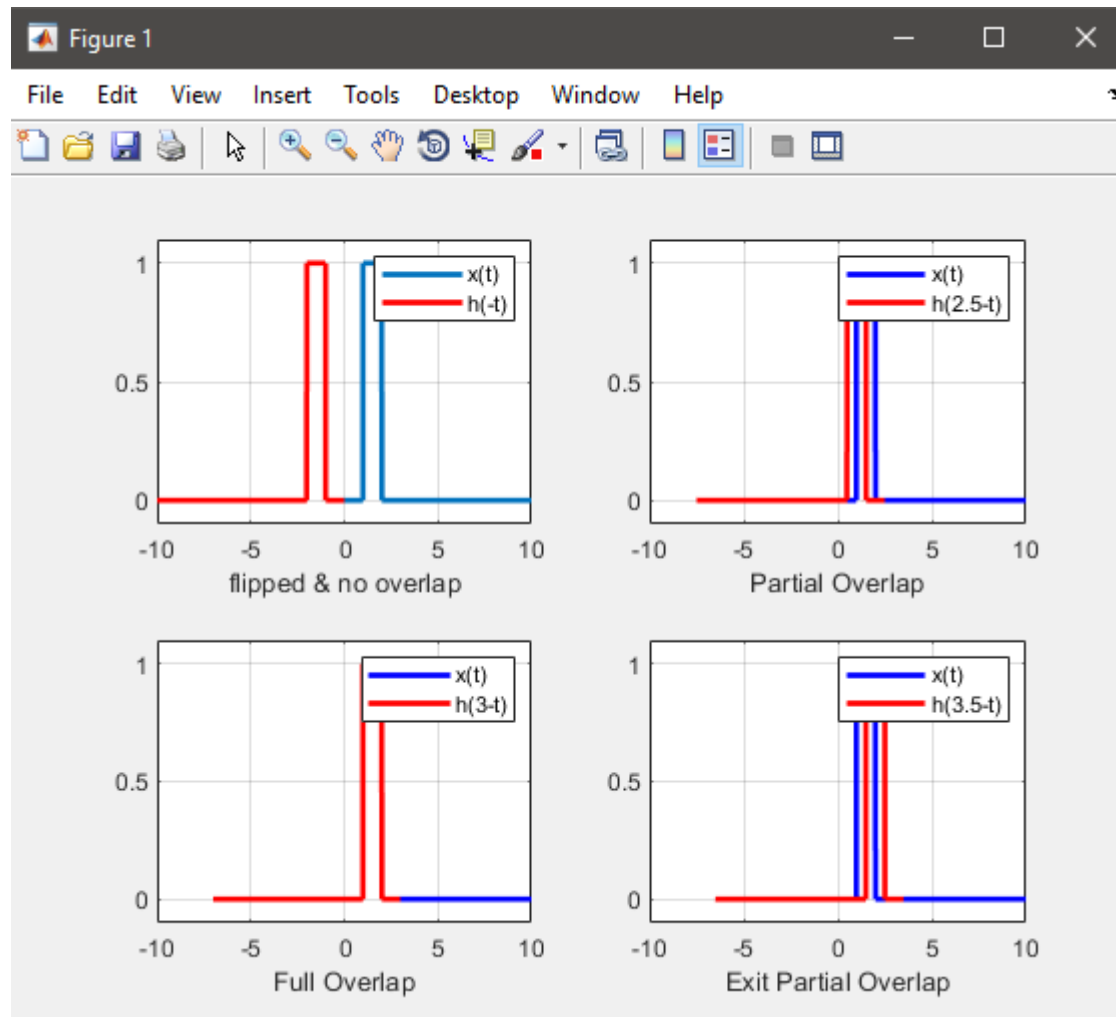 Figure 1
File Edit View Insert Tools Desktop Window Help
1
0.5
0
-10 -5 0 5 10
flipped & no overlap
x(t)
h(-t)
1
0.5
0
-10 -5 0 5 10
Partial Overlap
x(t)
h(2.5-t)
1
0.5
0
-10 -5 0 5 10
Full Overlap
x(t)
h(3-t)
1
0.5
0
-10 -5 0 5 10
Exit Partial Overlap
x(t)
h(3.5-t)